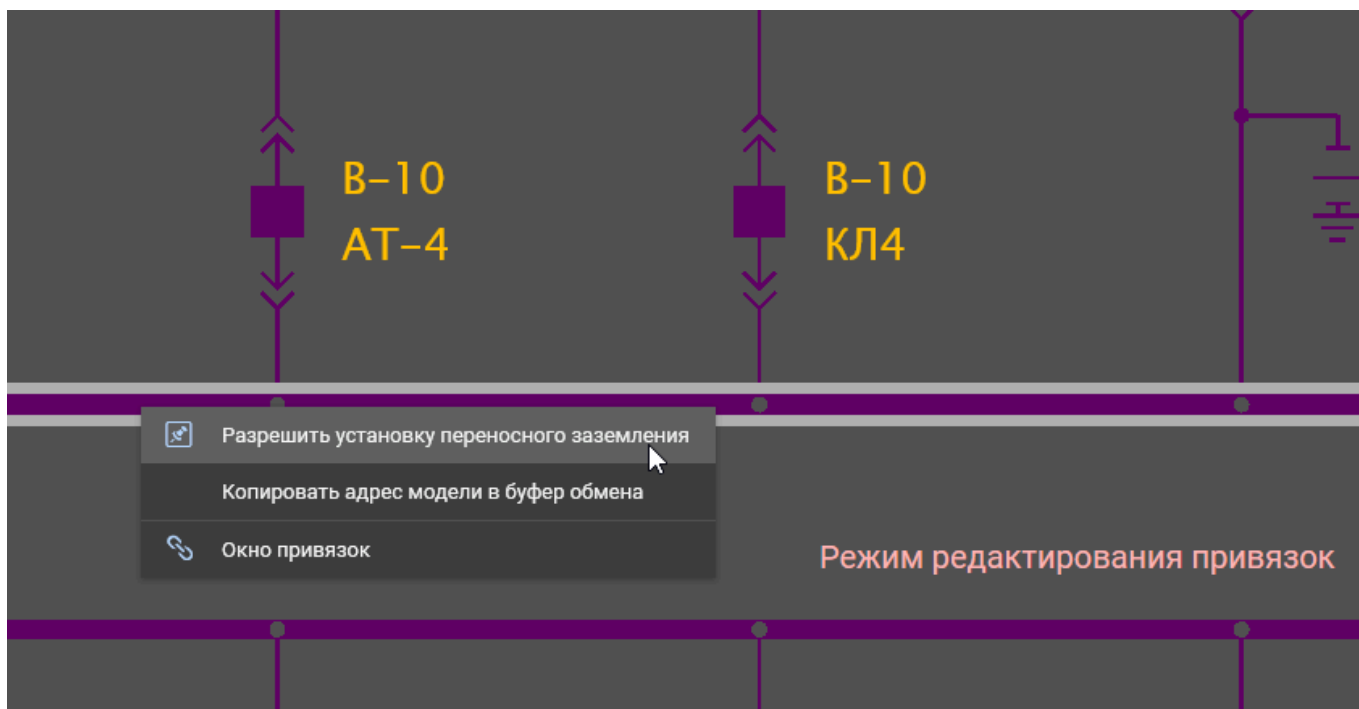 В-10
АТ-4
В-10
КЛ4
Разрешить установку переносного заземления
Копировать адрес модели в буфер обмена
Окно привязок
Режим редактирования привязок